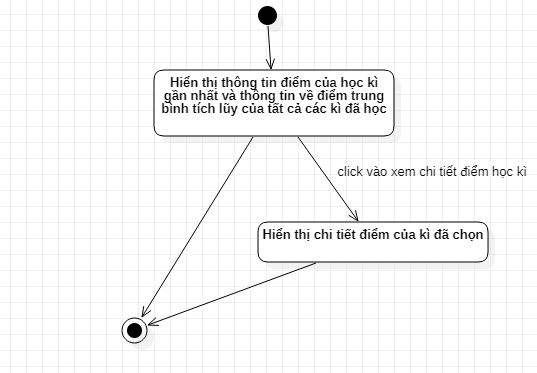 Hiển thị thông tin điểm của học kì
gần nhất và thông tin về điểm trung
bình tích lũy của tất cả các kì đã học
click vào xem chi tiết điểm học kì
Hiển thị chi tiết điểm của kì đã chọn